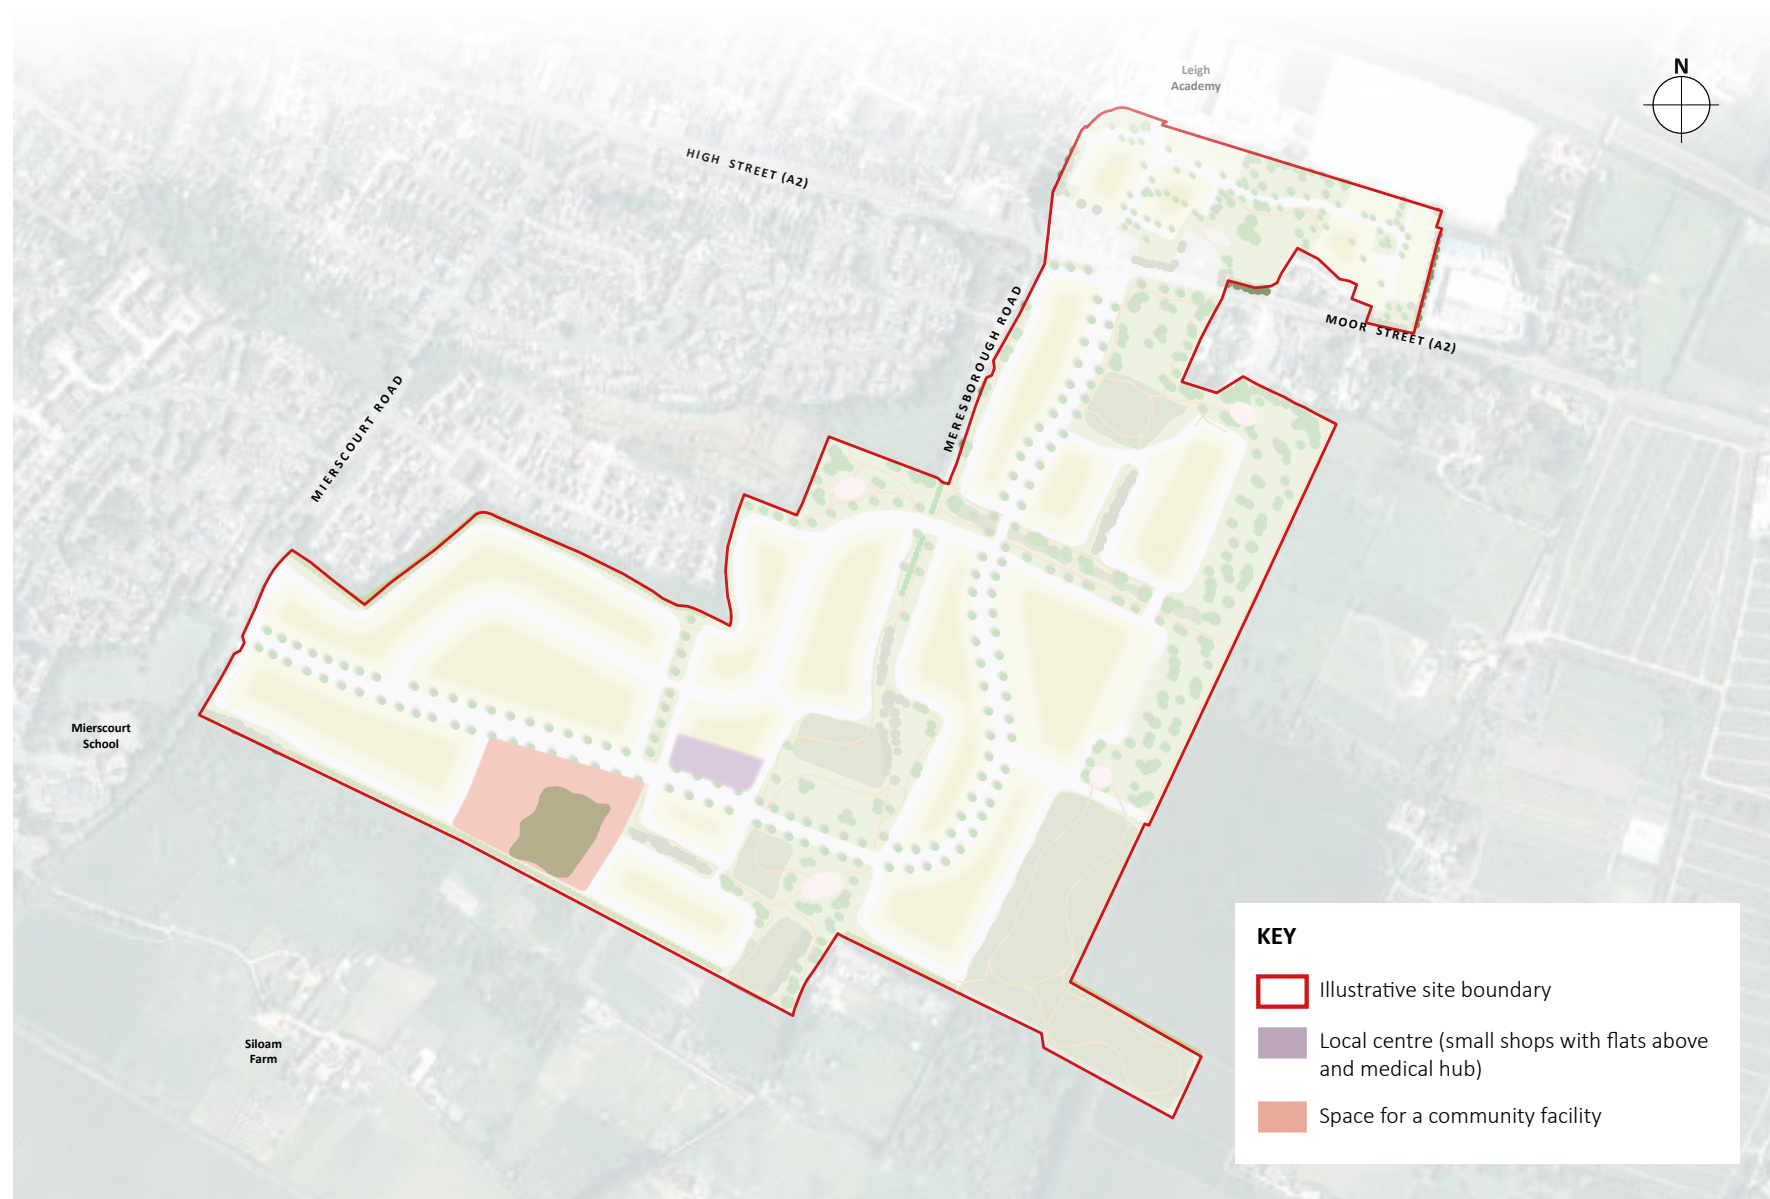 Leigh
Academy
N
HIGH STREET (A2)
MERESBOROUGH ROAD
MOOR STREET (A2)
MIERSCOURT ROAD
Mierscourt
School
Siloam
Farm
KEY
Illustrative site boundary
Local centre (small shops with flats above
and medical hub)
Space for a community facility